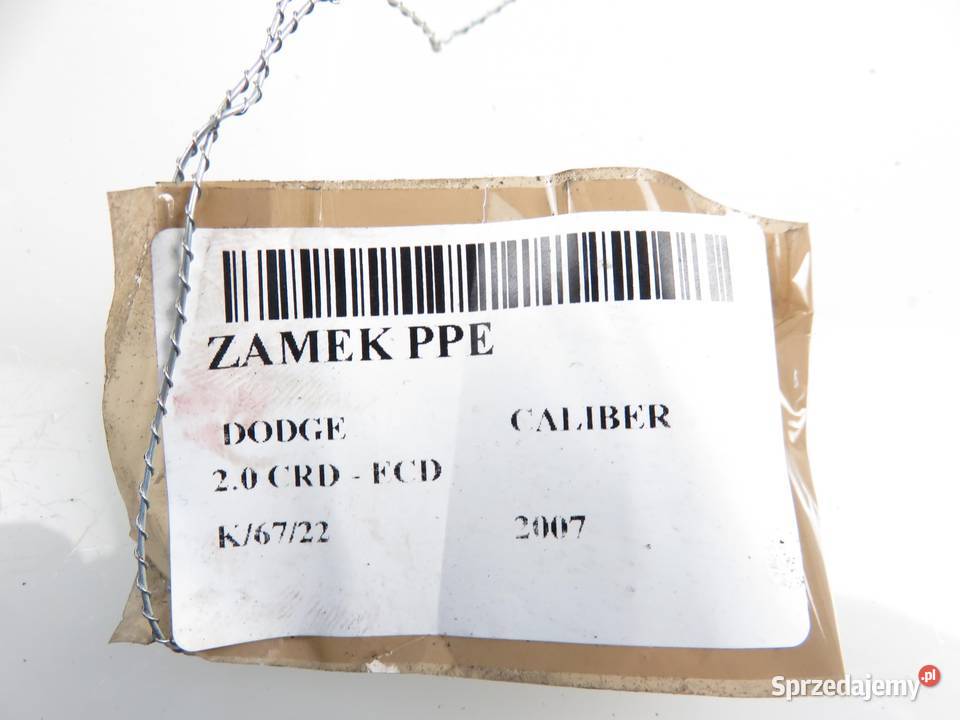 ZAMEK PPE
DODGE CALIBER
2.0 CRD - ECD
K/67/22 2007
Sprzedajemy.pl